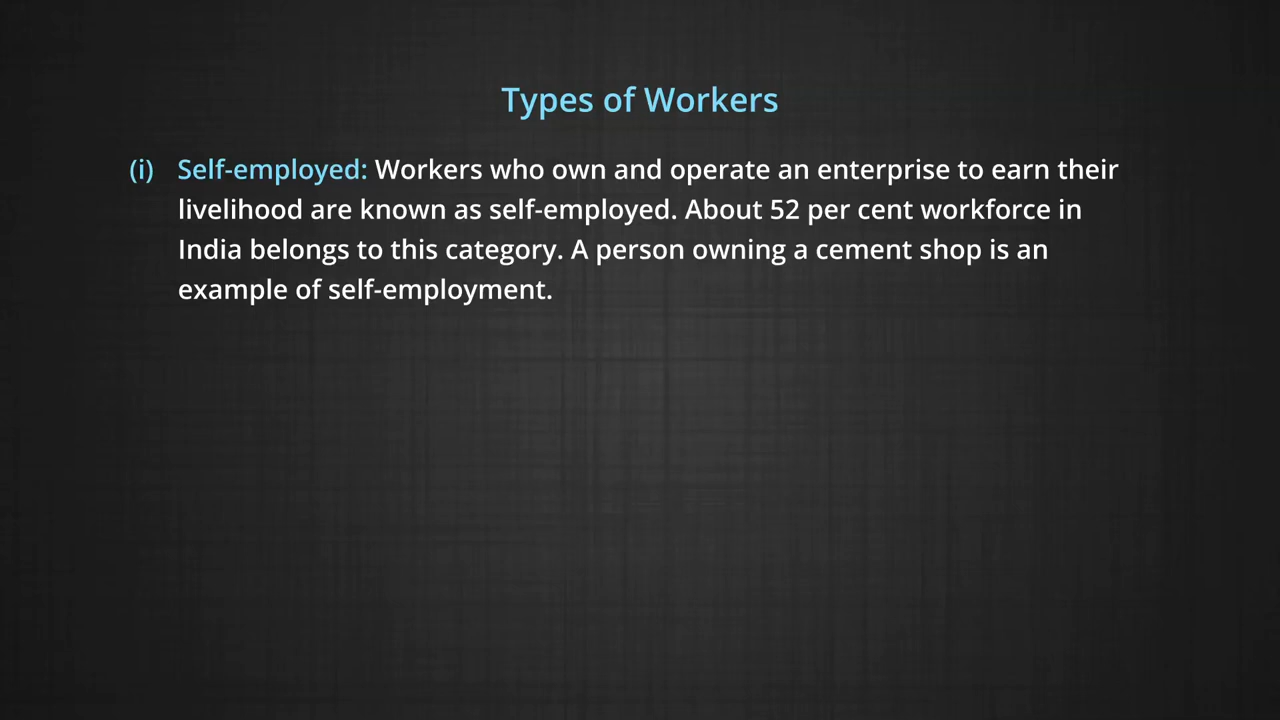 Types of Workers
(i) Self-employed: Workers who own and operate an enterprise to earn their
livelihood are known as self-employed. About 52 per cent workforce in
India belongs to this category. A person owning a cement shop is an
example of self-employment.